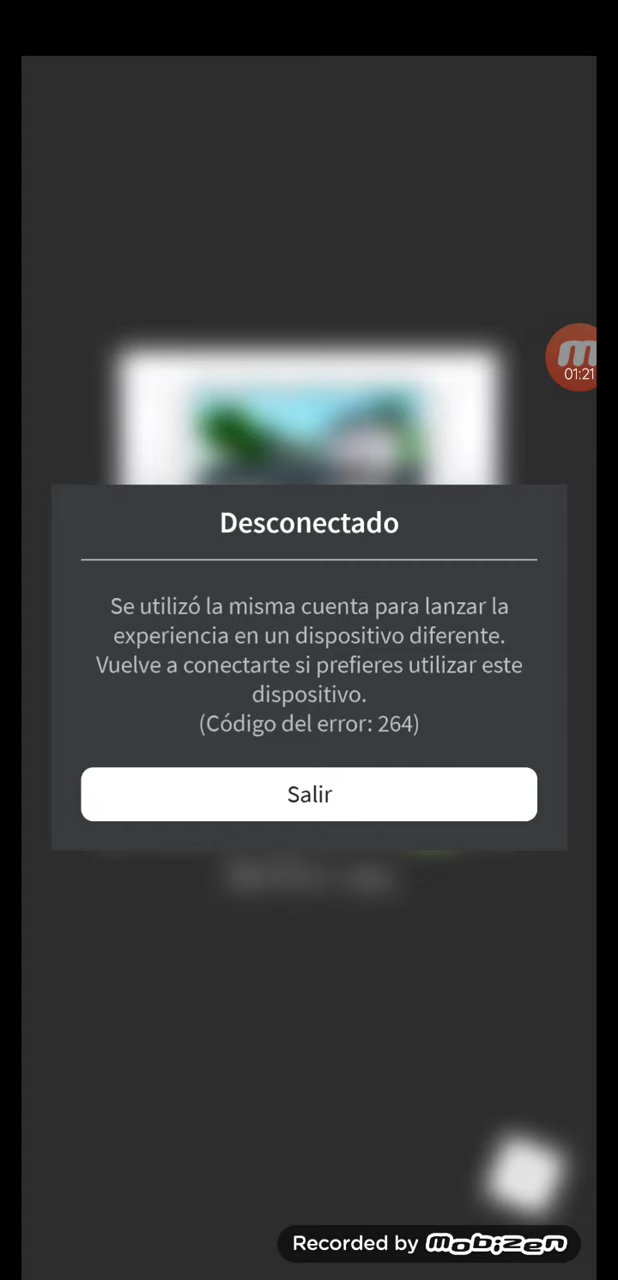 01:21
Desconectado
Se utilizó la misma cuenta para lanzar la
experiencia en un dispositivo diferente.
Vuelve a conectarte si prefieres utilizar este
dispositivo.
(Código del error: 264)
Salir
Recorded by mobizen